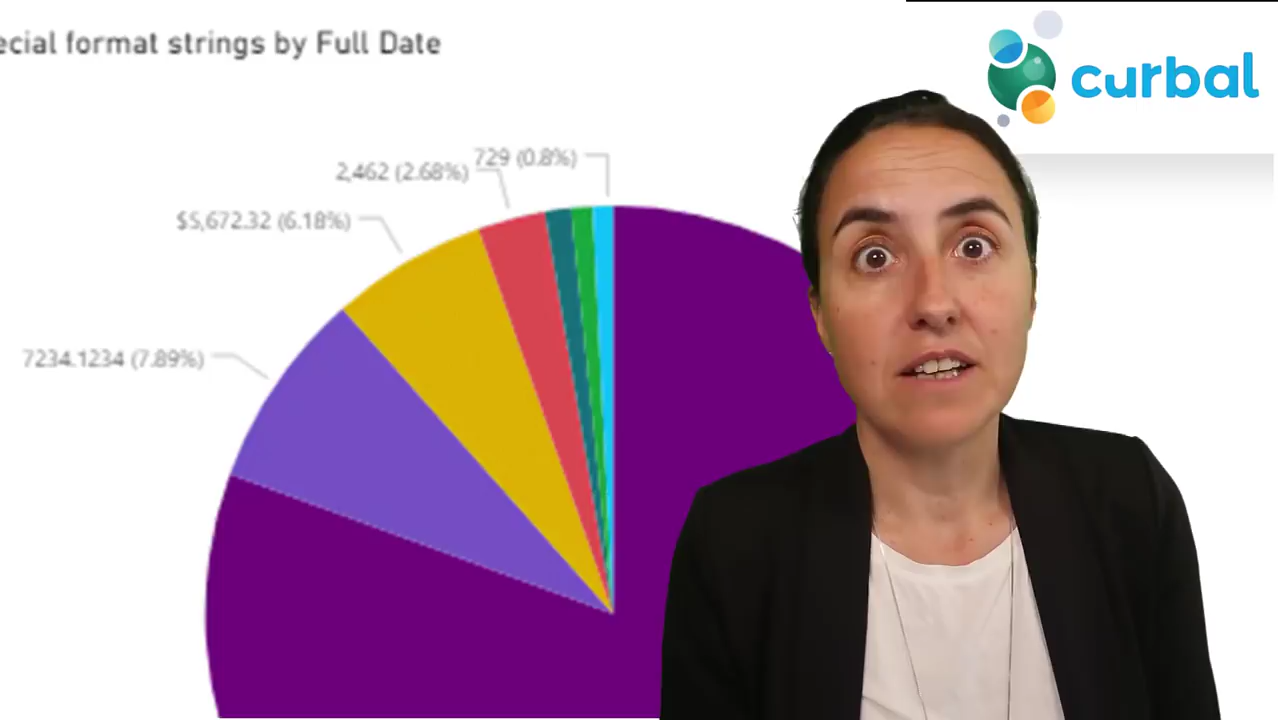 ecial format strings by Full Date
curbal
729 (0.8%)
2,462 (2.68%)
$5,672.32 (6.18%)
7234.1234 (7.89%)